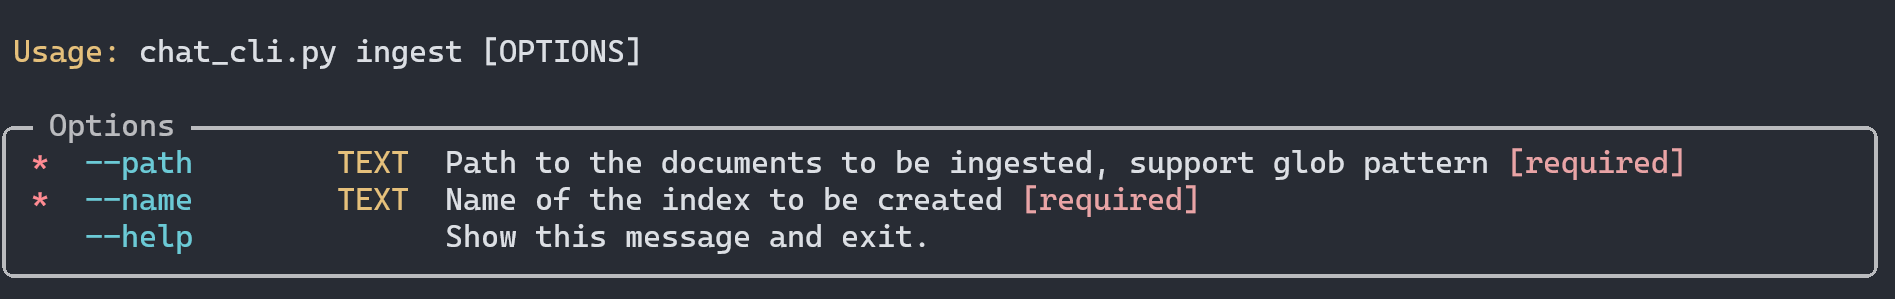 Usage: chat_cli.py ingest [OPTIONS]
Options
* --path TEXT Path to the documents to be ingested, support glob pattern [required]
* --name TEXT Name of the index to be created [required]
--help Show this message and exit.